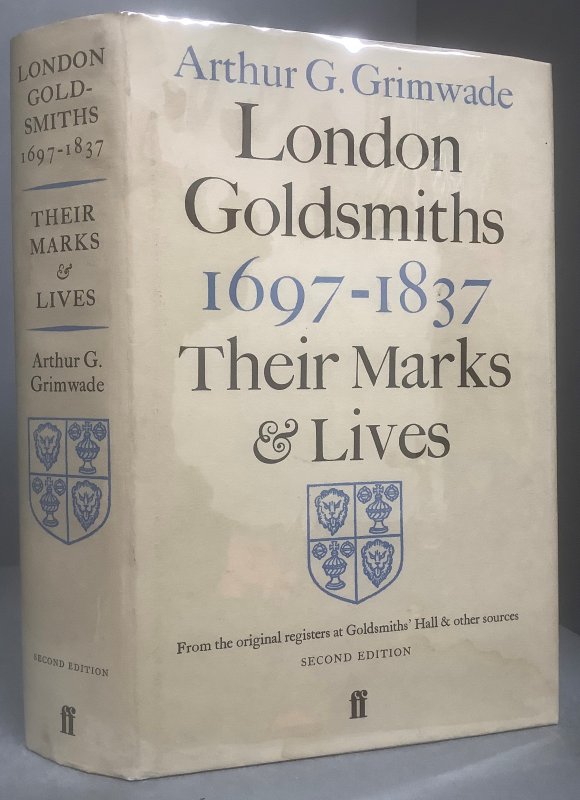 LONDON
GOLD-
SMITHS
1697-1837
THEIR
MARKS
&
LIVES
Arthur G.
Grimwade
SECOND EDITION
ff
Arthur G. Grimwade
London
Goldsmiths
1697-1837
Their Marks
& Lives
From the original registers at Goldsmiths' Hall & other sources
SECOND EDITION
ff